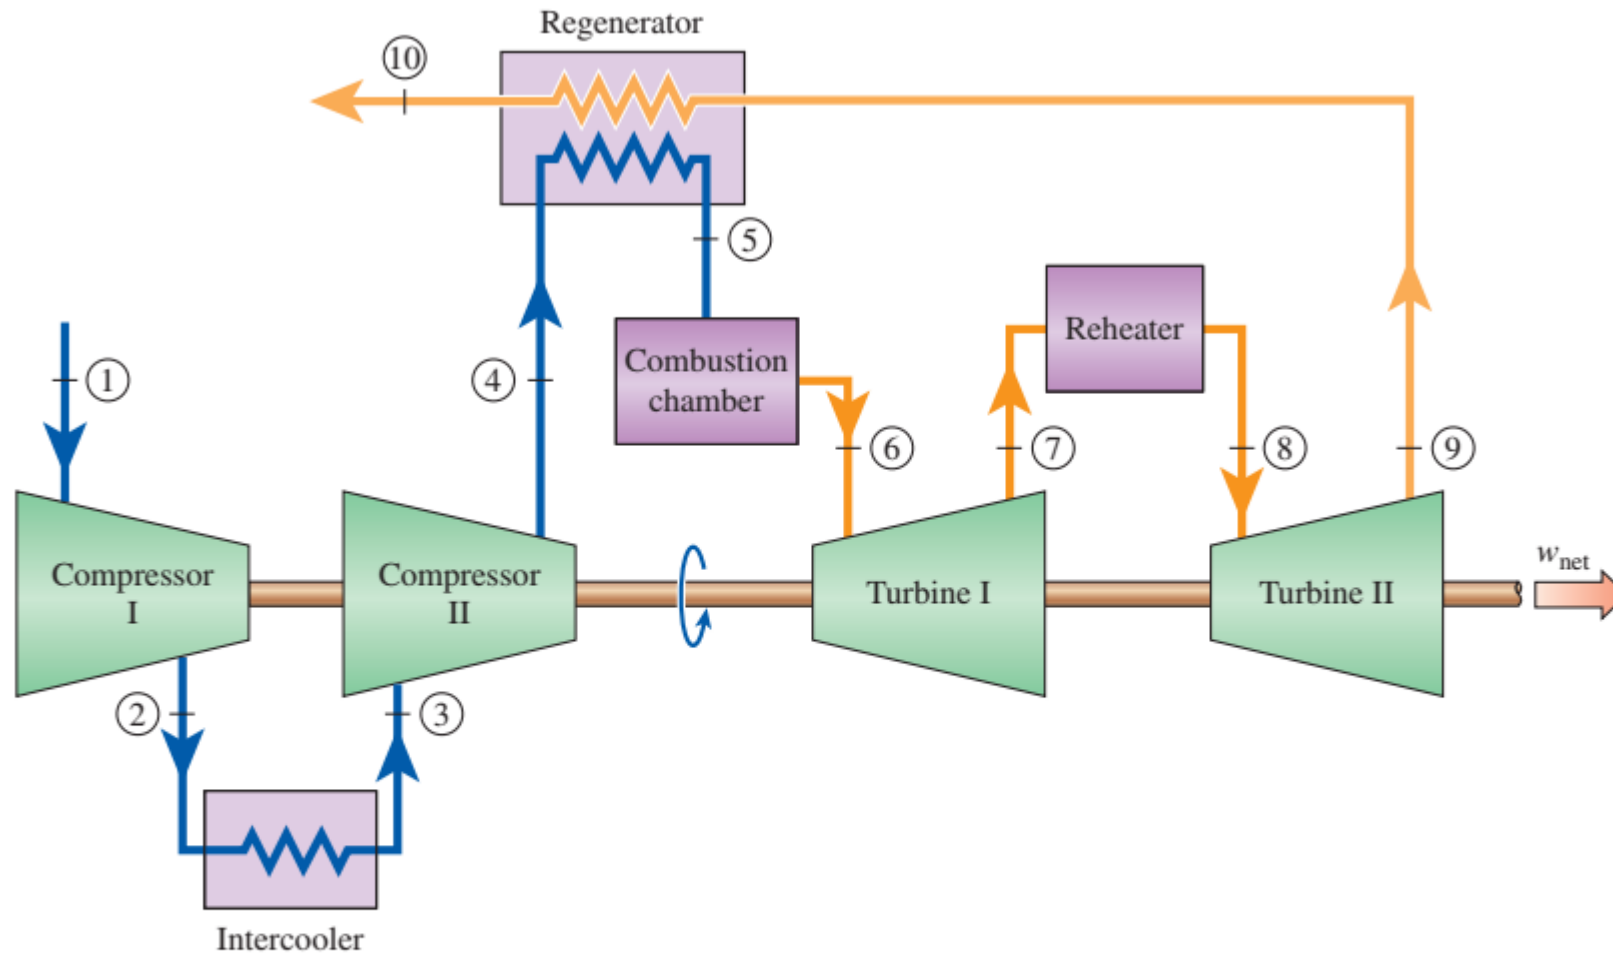 Regenerator
10
5
Combustion
chamber
Reheater
1
4
6
7
8
9
Compressor
I
Compressor
II
Turbine I
Turbine II
w_net
2
3
Intercooler